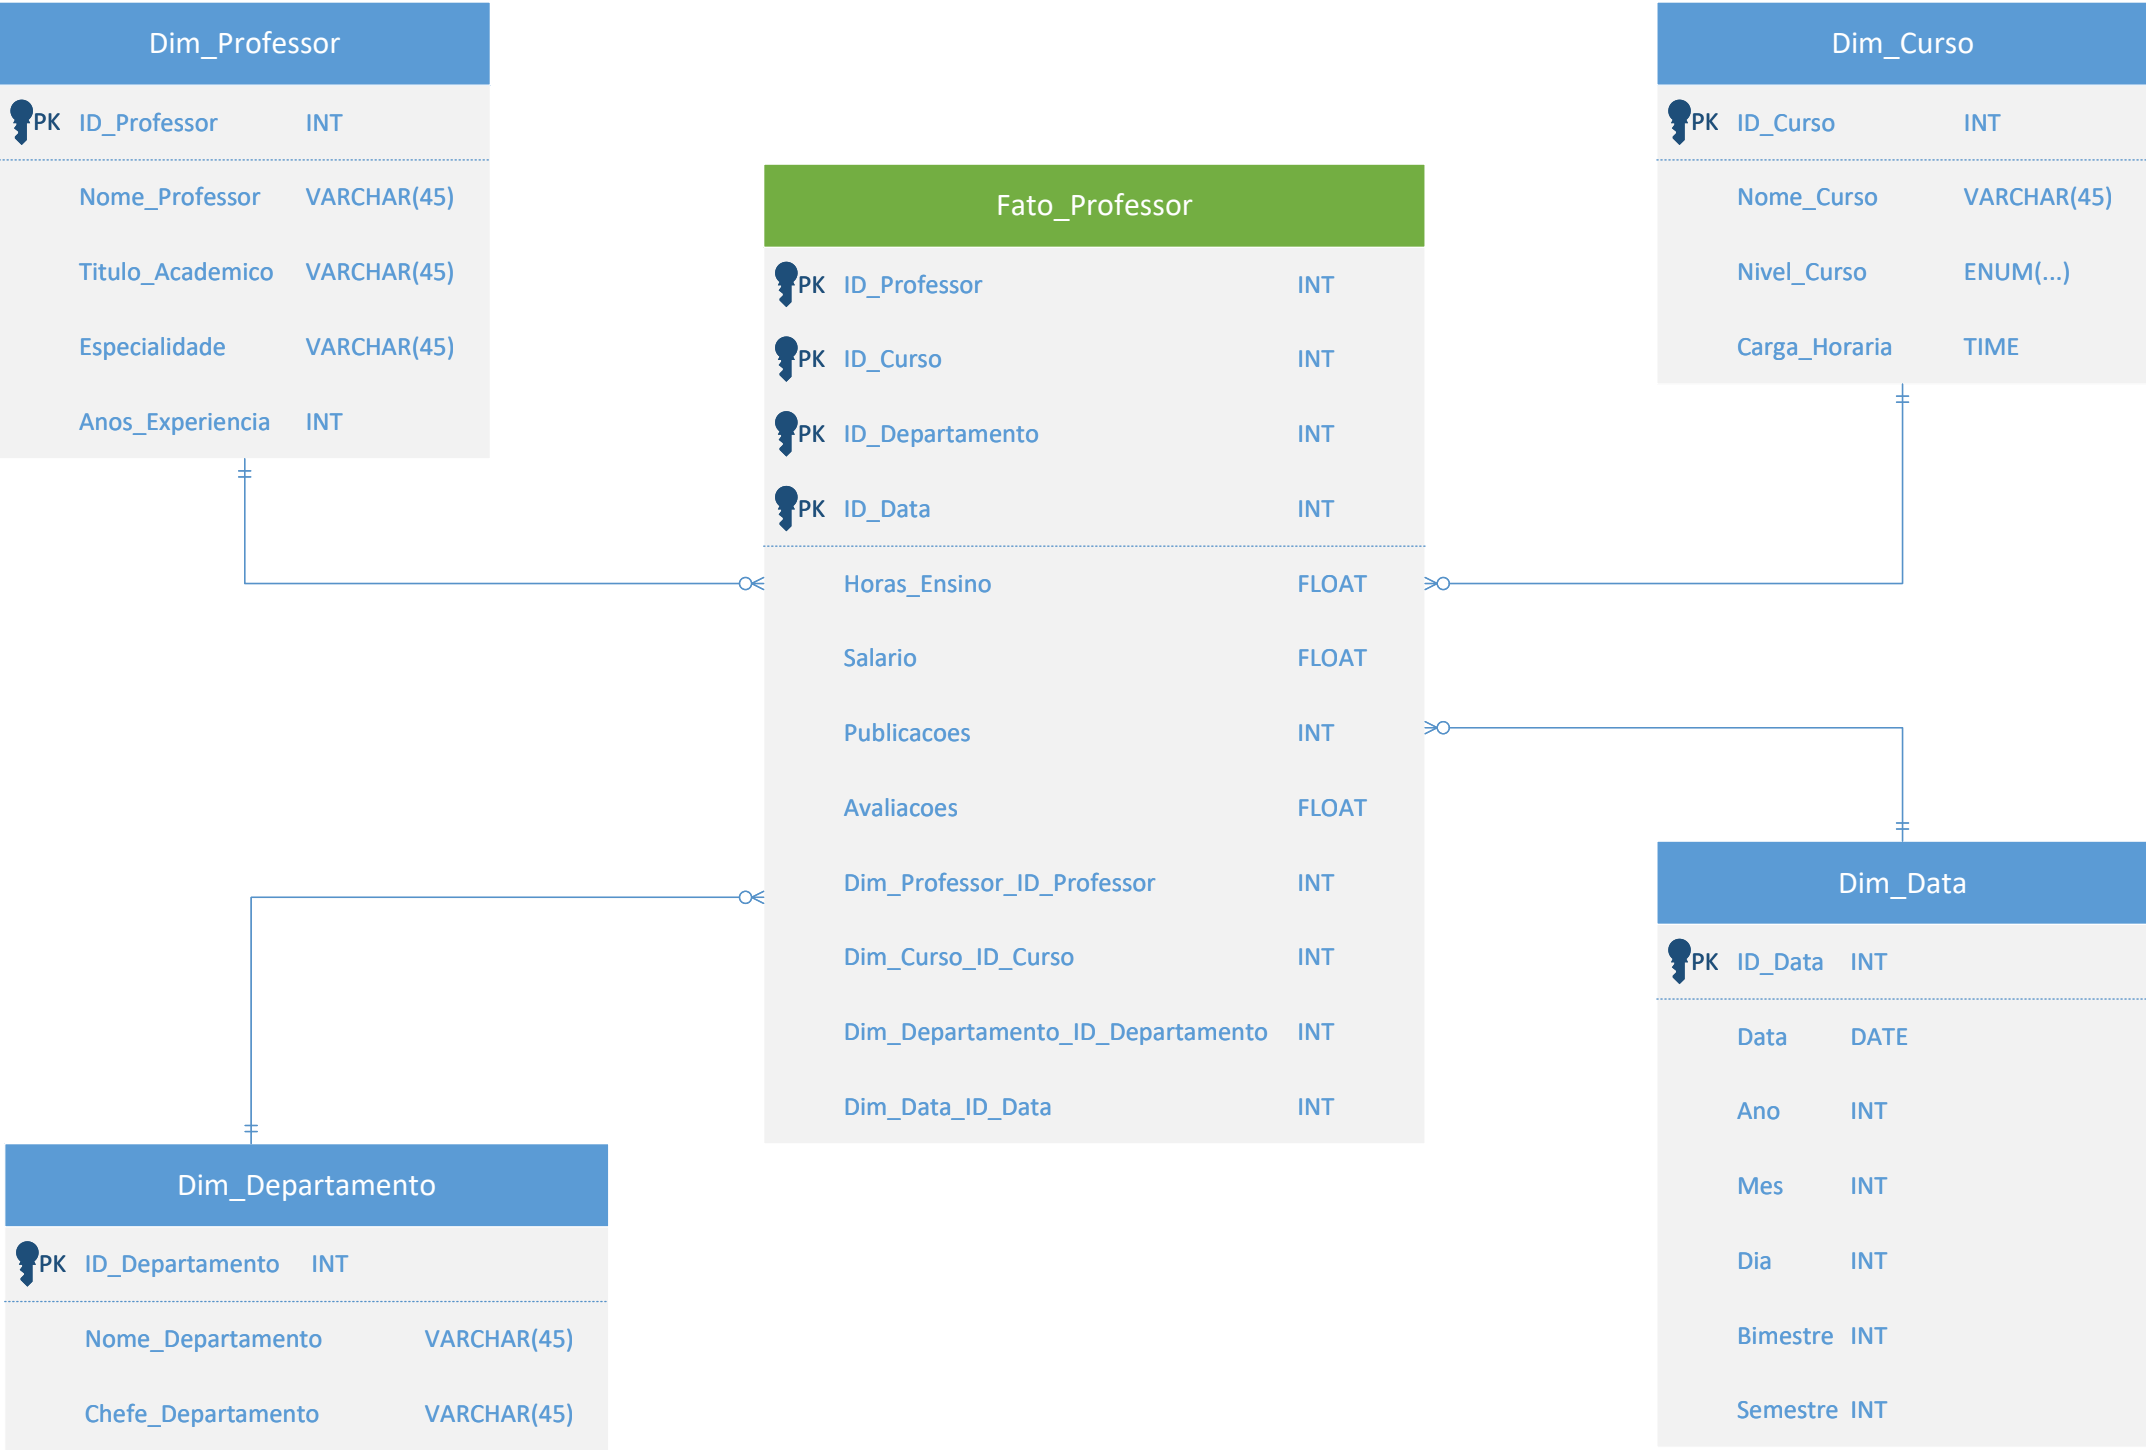 Dim_Professor
PK ID_Professor INT
Nome_Professor VARCHAR(45)
Titulo_Academico VARCHAR(45)
Especialidade VARCHAR(45)
Anos_Experiencia INT
Fato_Professor
PK ID_Professor INT
PK ID_Curso INT
PK ID_Departamento INT
PK ID_Data INT
Horas_Ensino FLOAT
Salario FLOAT
Publicacoes INT
Avaliacoes FLOAT
Dim_Professor_ID_Professor INT
Dim_Curso_ID_Curso INT
Dim_Departamento_ID_Departamento INT
Dim_Data_ID_Data INT
Dim_Curso
PK ID_Curso INT
Nome_Curso VARCHAR(45)
Nivel_Curso ENUM(...)
Carga_Horaria TIME
Dim_Data
PK ID_Data INT
Data DATE
Ano INT
Mes INT
Dia INT
Bimestre INT
Semestre INT
Dim_Departamento
PK ID_Departamento INT
Nome_Departamento VARCHAR(45)
Chefe_Departamento VARCHAR(45)